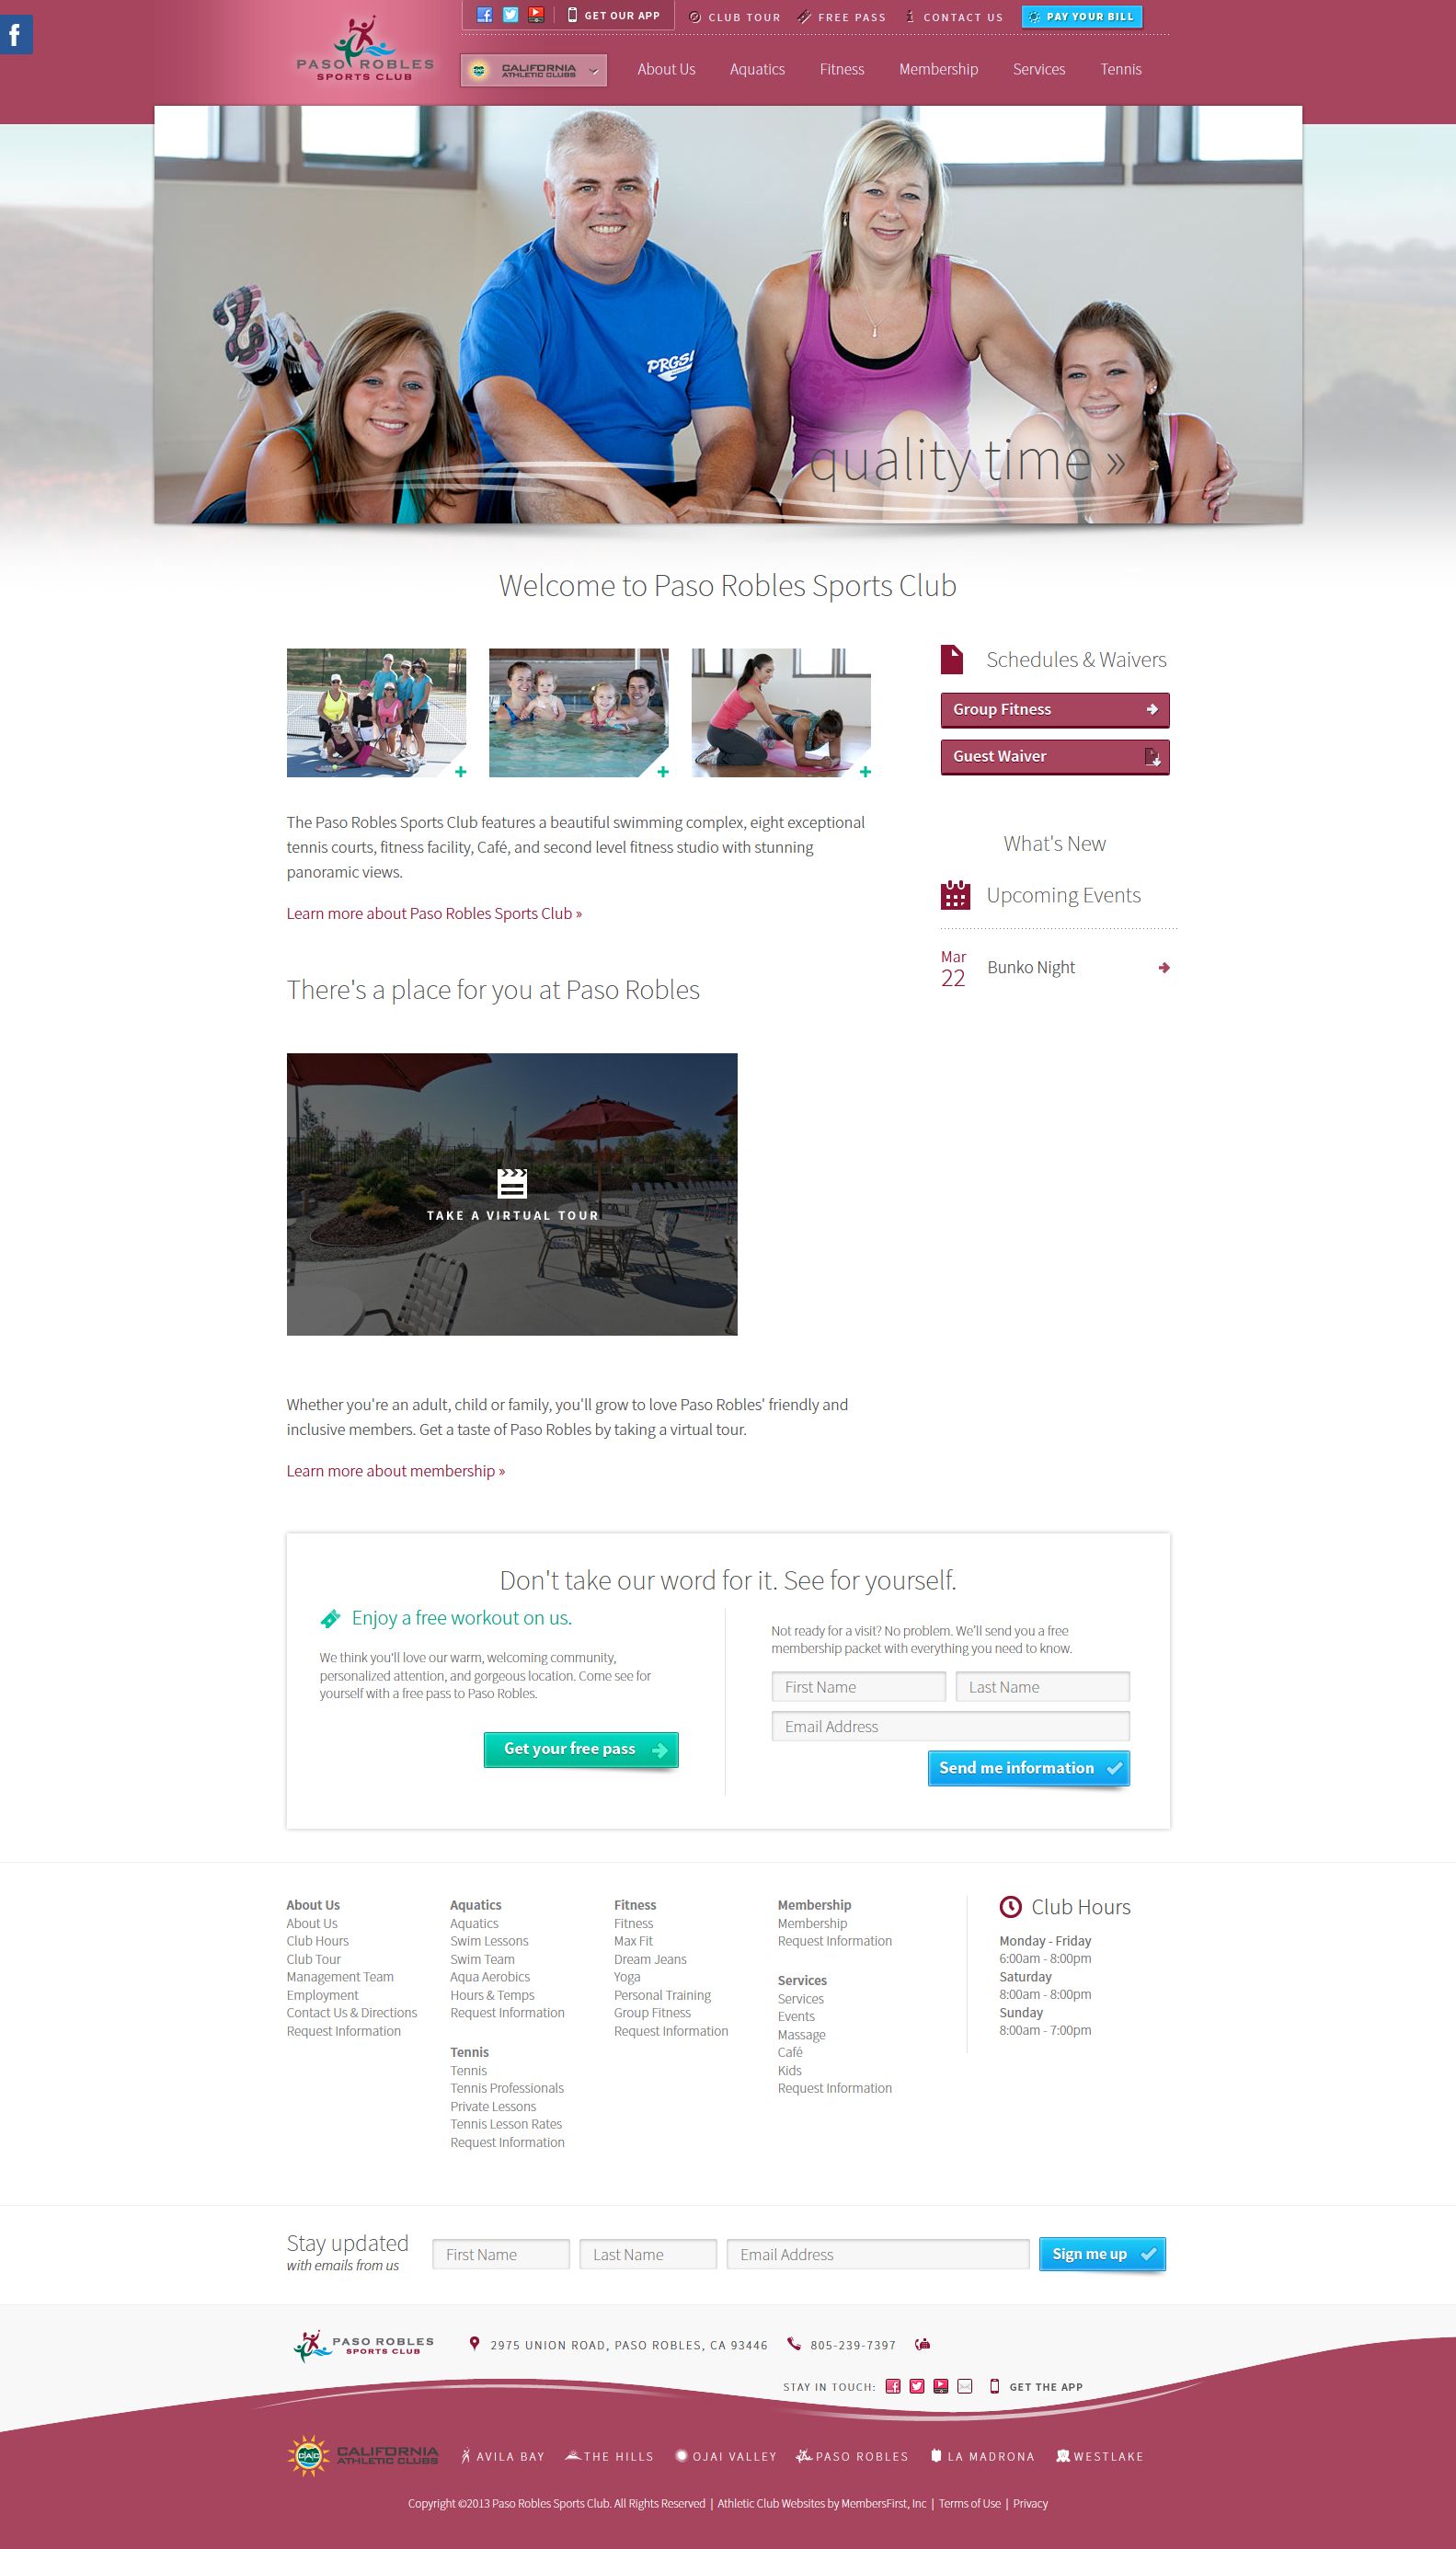 f
PASO ROBLES
SPORTS CLUB
GET OUR APP
CLUB TOUR
FREE PASS
CONTACT US
PAY YOUR BILL
CALIFORNIA
ATHLETIC CLUBS
About Us
Aquatics
Fitness
Membership
Services
Tennis
PRGS!
quality time »
Welcome to Paso Robles Sports Club
The Paso Robles Sports Club features a beautiful swimming complex, eight exceptional
tennis courts, fitness facility, Café, and second level fitness studio with stunning
panoramic views.
Learn more about Paso Robles Sports Club »
There's a place for you at Paso Robles
TAKE A VIRTUAL TOUR
Whether you're an adult, child or family, you'll grow to love Paso Robles' friendly and
inclusive members. Get a taste of Paso Robles by taking a virtual tour.
Learn more about membership »
Schedules & Waivers
Group Fitness
Guest Waiver
What's New
Upcoming Events
Mar
22
Bunko Night
Don't take our word for it. See for yourself.
Enjoy a free workout on us.
We think you'll love our warm, welcoming community,
personalized attention, and gorgeous location. Come see for
yourself with a free pass to Paso Robles.
Get your free pass
Not ready for a visit? No problem. We'll send you a free
membership packet with everything you need to know.
First Name
Last Name
Email Address
Send me information
About Us
About Us
Club Hours
Club Tour
Management Team
Employment
Contact Us & Directions
Request Information
Aquatics
Aquatics
Swim Lessons
Swim Team
Aqua Aerobics
Hours & Temps
Request Information
Tennis
Tennis
Tennis Professionals
Private Lessons
Tennis Lesson Rates
Request Information
Fitness
Fitness
Max Fit
Dream Jeans
Yoga
Personal Training
Group Fitness
Request Information
Membership
Membership
Request Information
Services
Services
Events
Massage
Café
Kids
Request Information
Club Hours
Monday - Friday
6:00am - 8:00pm
Saturday
8:00am - 8:00pm
Sunday
8:00am - 7:00pm
Stay updated
with emails from us
First Name
Last Name
Email Address
Sign me up
PASO ROBLES
SPORTS CLUB
2975 UNION ROAD, PASO ROBLES, CA 93446
805-239-7397
STAY IN TOUCH:
GET THE APP
CAC
CALIFORNIA
ATHLETIC CLUBS
AVILA BAY
THE HILLS
OJAI VALLEY
PASO ROBLES
LA MADRONA
WESTLAKE
Copyright ©2013 Paso Robles Sports Club. All Rights Reserved | Athletic Club Websites by MembersFirst, Inc | Terms of Use | Privacy